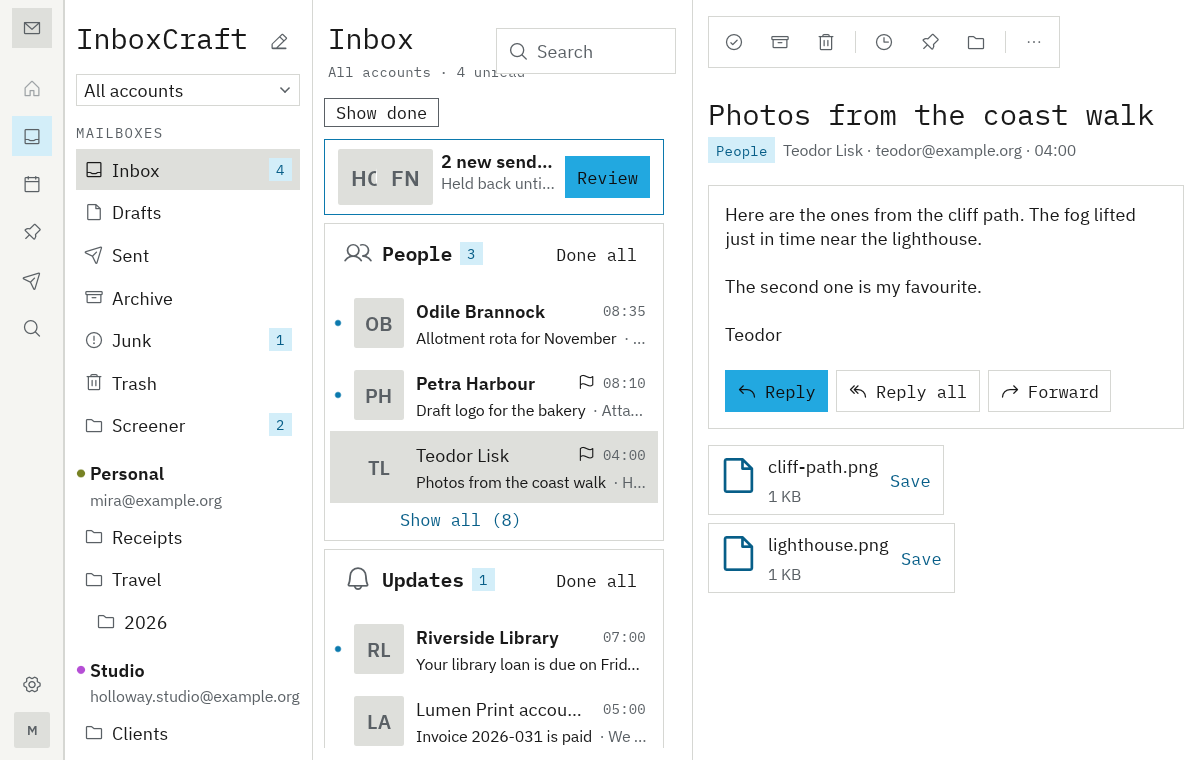 InboxCraft
All accounts
MAILBOXES
Inbox 4
Drafts
Sent
Archive
Junk 1
Trash
Screener 2
Personal
mira@example.org
Receipts
Travel
2026
Studio
holloway.studio@example.org
Clients
M
Inbox
Search
All accounts · 4 unread
Show done
FN
2 new send…
Held back unti…
Review
People 3 Done all
OB
Odile Brannock 08:35
Allotment rota for November · …
PH
Petra Harbour 08:10
Draft logo for the bakery · Atta…
TL
Teodor Lisk 04:00
Photos from the coast walk · H…
Show all (8)
Updates 1 Done all
RL
Riverside Library 07:00
Your library loan is due on Frid…
LA
Lumen Print accou… 05:00
Invoice 2026-031 is paid · We …
Photos from the coast walk
People Teodor Lisk · teodor@example.org · 04:00
Here are the ones from the cliff path. The fog lifted
just in time near the lighthouse.
The second one is my favourite.
Teodor
Reply Reply all Forward
cliff-path.png
1 KB
Save
lighthouse.png
1 KB
Save